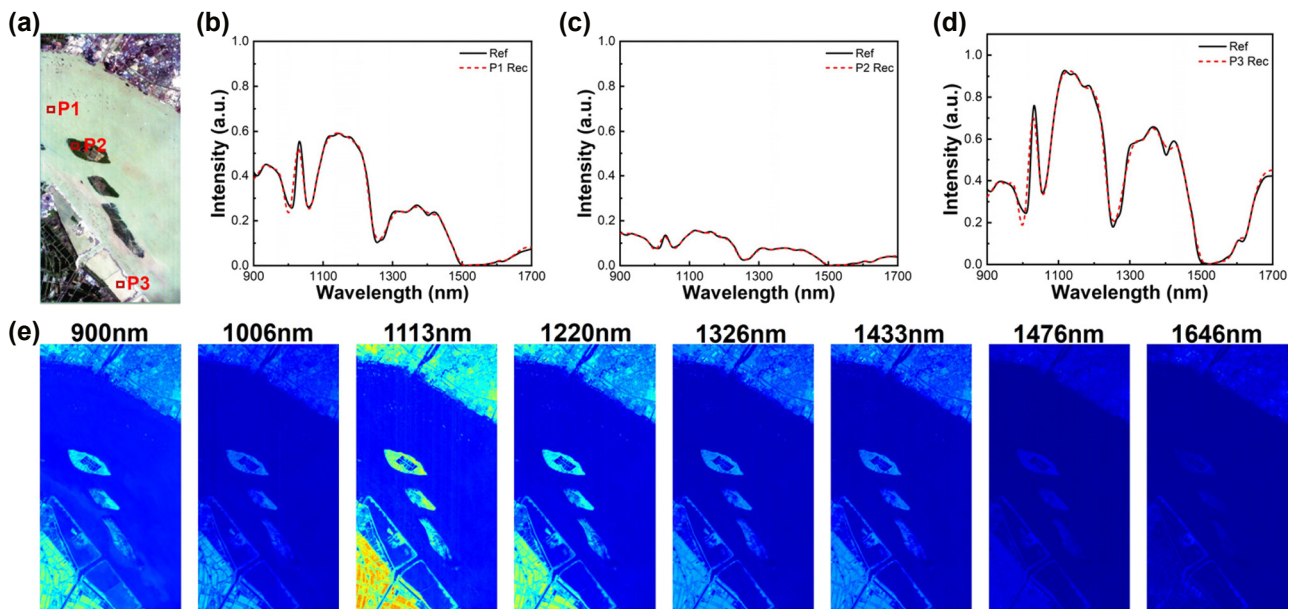 (a)
P1
P2
P3
(b)
1.0
0.8
0.6
0.4
0.2
0.0
Intensity (a.u.)
Ref
P1 Rec
900
1100
1300
1500
1700
Wavelength (nm)
(c)
1.0
0.8
0.6
0.4
0.2
0.0
Intensity (a.u.)
Ref
P2 Rec
900
1100
1300
1500
1700
Wavelength (nm)
(d)
1.0
0.8
0.6
0.4
0.2
0.0
Intensity (a.u.)
Ref
P3 Rec
900
1100
1300
1500
1700
Wavelength (nm)
(e)
900nm
1006nm
1113nm
1220nm
1326nm
1433nm
1476nm
1646nm